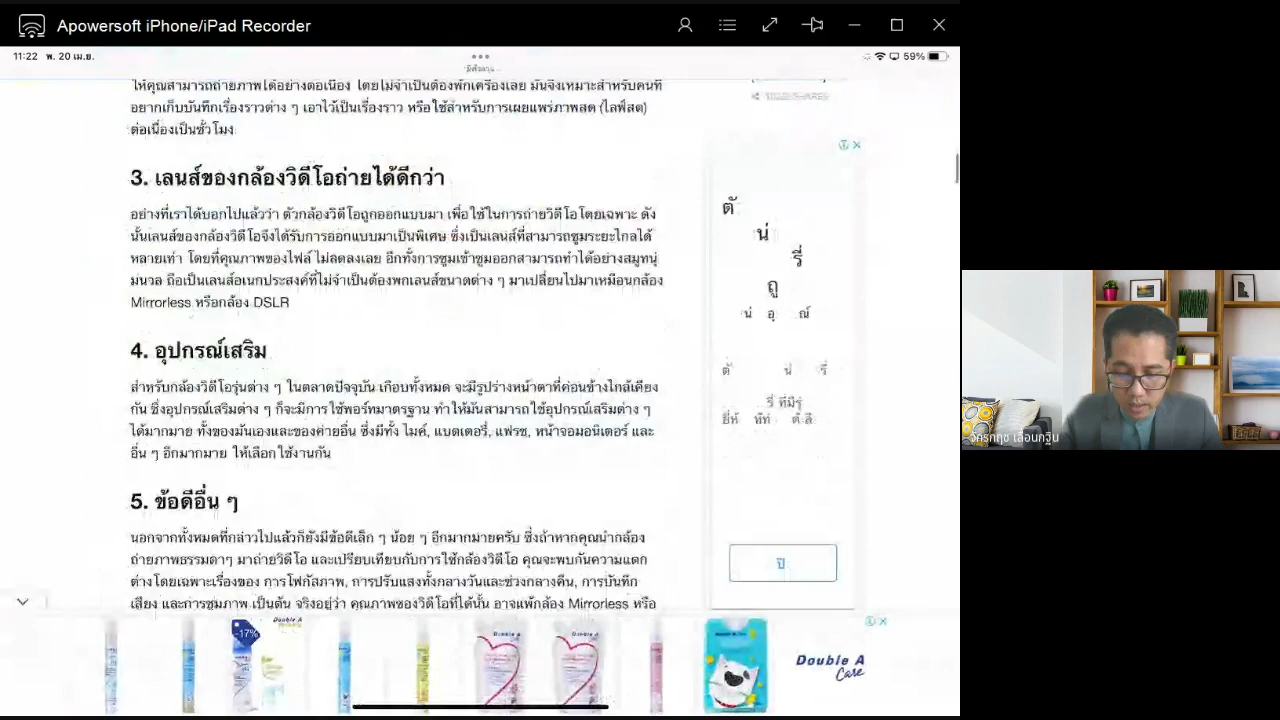 Apowersoft iPhone/iPad Recorder
11:22 พ. 20 เม.ย.
59%
ให้คุณสามารถถ่ายภาพได้อย่างต่อเนื่อง โดยไม่จำเป็นต้องพักเครื่องเลย มันจึงเหมาะสำหรับคนที่
อยากเก็บบันทึกเรื่องราวต่าง ๆ เอาไว้เป็นเรื่องราว หรือใช้สำหรับการเผยแพร่ภาพสด (ไลฟ์สด)
ต่อเนื่องเป็นชั่วโมง
3. เลนส์ของกล้องวิดีโอถ่ายได้ดีกว่า
อย่างที่เราได้บอกไปแล้วว่า ตัวกล้องวิดีโอถูกออกแบบมา เพื่อใช้ในการถ่ายวิดีโอโดยเฉพาะ ดัง
นั้นเลนส์ของกล้องวิดีโอจึงได้รับการออกแบบมาเป็นพิเศษ ซึ่งเป็นเลนส์ที่สามารถซูมระยะไกลได้
หลายเท่า โดยที่คุณภาพของไฟล์ ไม่ลดลงเลย อีกทั้งการซูมเข้าซูมออกสามารถทำได้อย่างสมูทนุ่
มนวล ถือเป็นเลนส์อเนกประสงค์ที่ไม่จำเป็นต้องพกเลนส์ขนาดต่าง ๆ มาเปลี่ยนไปมาเหมือนกล้อง
Mirrorless หรือกล้อง DSLR
4. อุปกรณ์เสริม
สำหรับกล้องวิดีโอรุ่นต่าง ๆ ในตลาดปัจจุบัน เกือบทั้งหมด จะมีรูปร่างหน้าตาที่ค่อนข้างใกล้เคียง
กัน ซึ่งอุปกรณ์เสริมต่าง ๆ ก็จะมีการใช้พอร์ทมาตรฐาน ทำให้มันสามารถใช้อุปกรณ์เสริมต่าง ๆ
ได้มากมาย ทั้งของมันเองและของค่ายอื่น ซึ่งมีทั้ง ไมค์, แบตเตอรี่, แฟรช, หน้าจอมอนิเตอร์ และ
อื่น ๆ อีกมากมาย ให้เลือกใช้งานกัน
5. ข้อดีอื่น ๆ
นอกจากทั้งหมดที่กล่าวไปแล้วก็ยังมีข้อดีเล็ก ๆ น้อย ๆ อีกมากมายครับ ซึ่งถ้าหากคุณนำกล้อง
ถ่ายภาพธรรมดาๆ มาถ่ายวิดีโอ และเปรียบเทียบกับการใช้กล้องวิดีโอ คุณจะพบกันความแตก
ต่างโดยเฉพาะเรื่องของ การโฟกัสภาพ, การปรับแสงทั้งกลางวันและช่วงกลางคืน, การบันทึก
เสียง และการซูมภาพ เป็นต้น จริงอยู่ว่า คุณภาพของวิดีโอที่ได้นั้น อาจแพ้กล้อง Mirrorless หรือ
ตั
น่
รี่
ถู
น่ อุ ณ์
ตั น่ รี่
รี่ ที่มีรุ่
ปิ
-17%
Double A
Double A
Double A
Double A
Care
จักรกฤช เลื่อนกฐิน